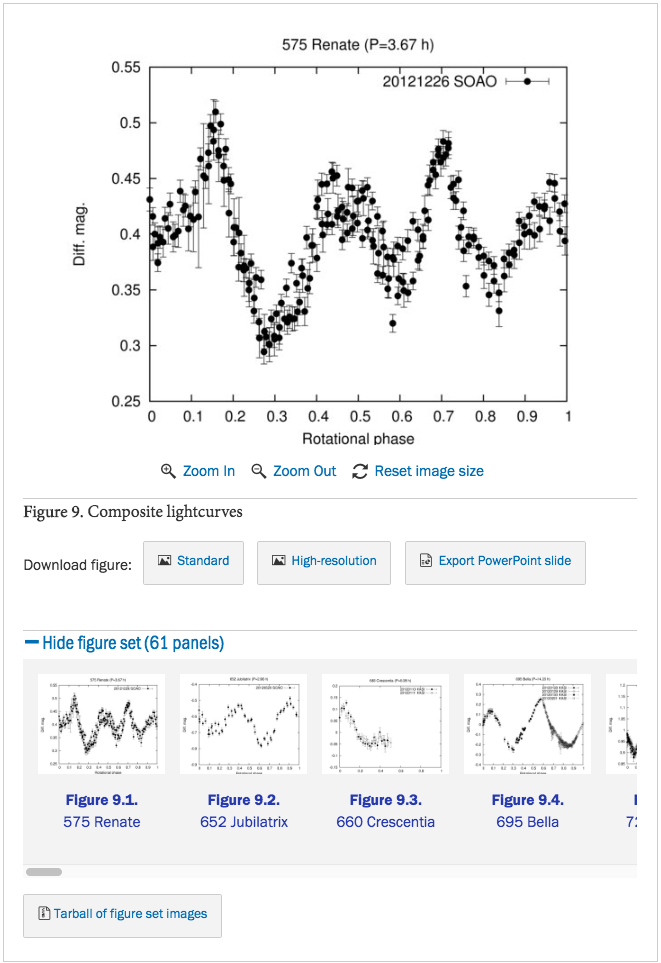 575 Renate (P=3.67 h)
20121226 SOAO
0.55
0.5
0.45
0.4
0.35
0.3
0.25
Diff. mag.
0 0.1 0.2 0.3 0.4 0.5 0.6 0.7 0.8 0.9 1
Rotational phase
Zoom In Zoom Out Reset image size
Figure 9. Composite lightcurves
Download figure: Standard High-resolution Export PowerPoint slide
Hide figure set (61 panels)
575 Renate (P=3.67 h)
Figure 9.1. Figure 9.2. Figure 9.3. Figure 9.4.
575 Renate 652 Jubilatrix 660 Crescentia 695 Bella
Tarball of figure set images